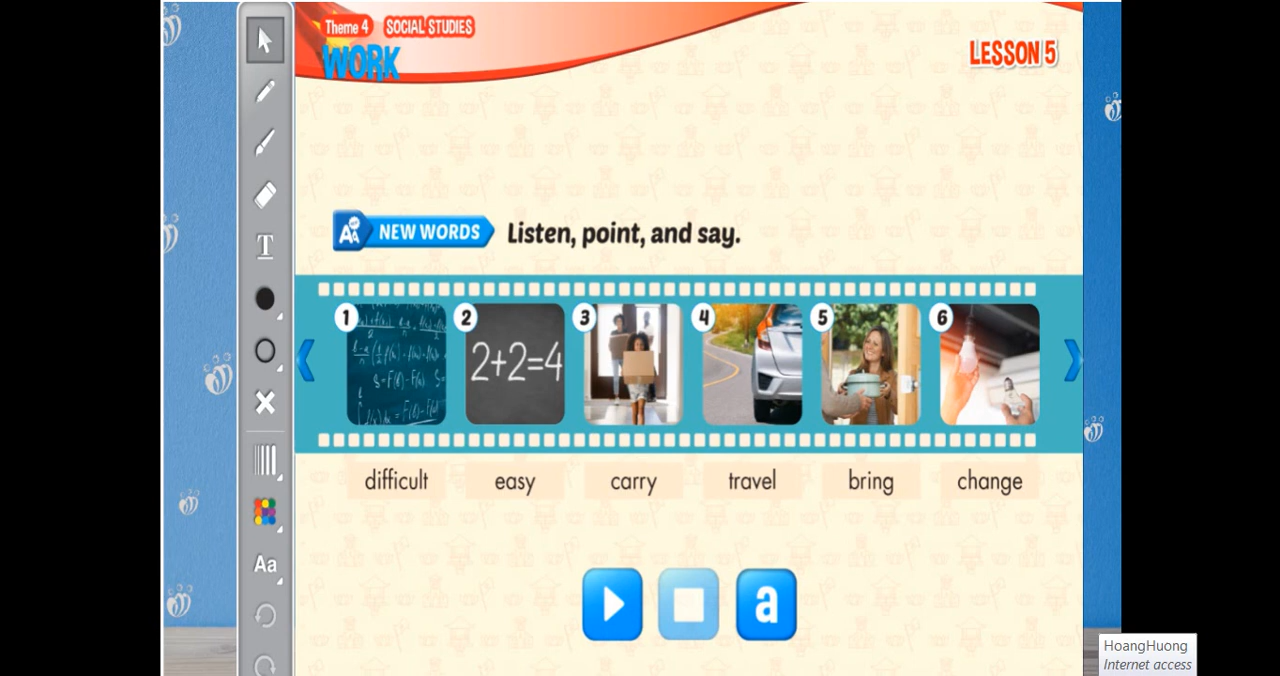 Theme 4 SOCIAL STUDIES
WORK
LESSON 5
NEW WORDS Listen, point, and say.
1 2 3 4 5 6
2+2=4
difficult easy carry travel bring change
a
T
Aa
HoangHuong
Internet access